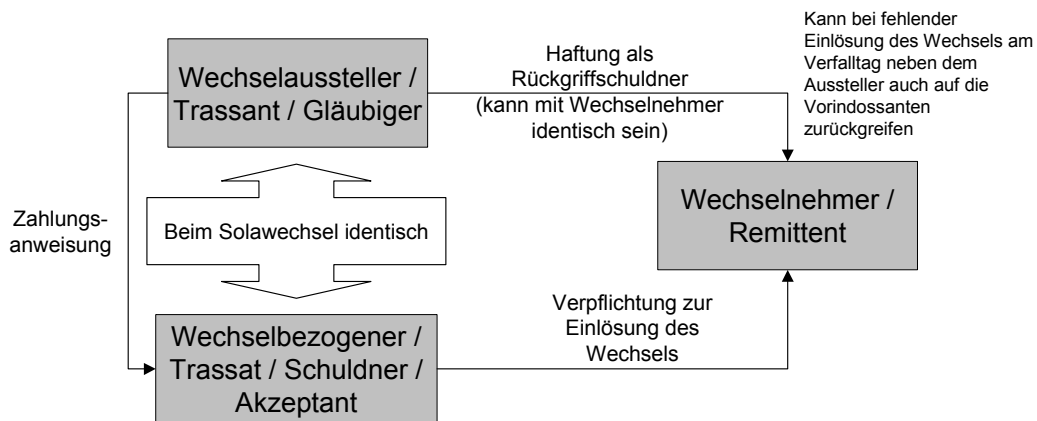 Wechselaussteller /
Trassant / Gläubiger
Haftung als
Rückgriffschuldner
(kann mit Wechselnehmer
identisch sein)
Kann bei fehlender
Einlösung des Wechsels am
Verfalltag neben dem
Aussteller auch auf die
Vorindossanten
zurückgreifen
Zahlungs-
anweisung
Beim Solawechsel identisch
Wechselnehmer /
Remittent
Wechselbezogener /
Trassat / Schuldner /
Akzeptant
Verpflichtung zur
Einlösung des
Wechsels